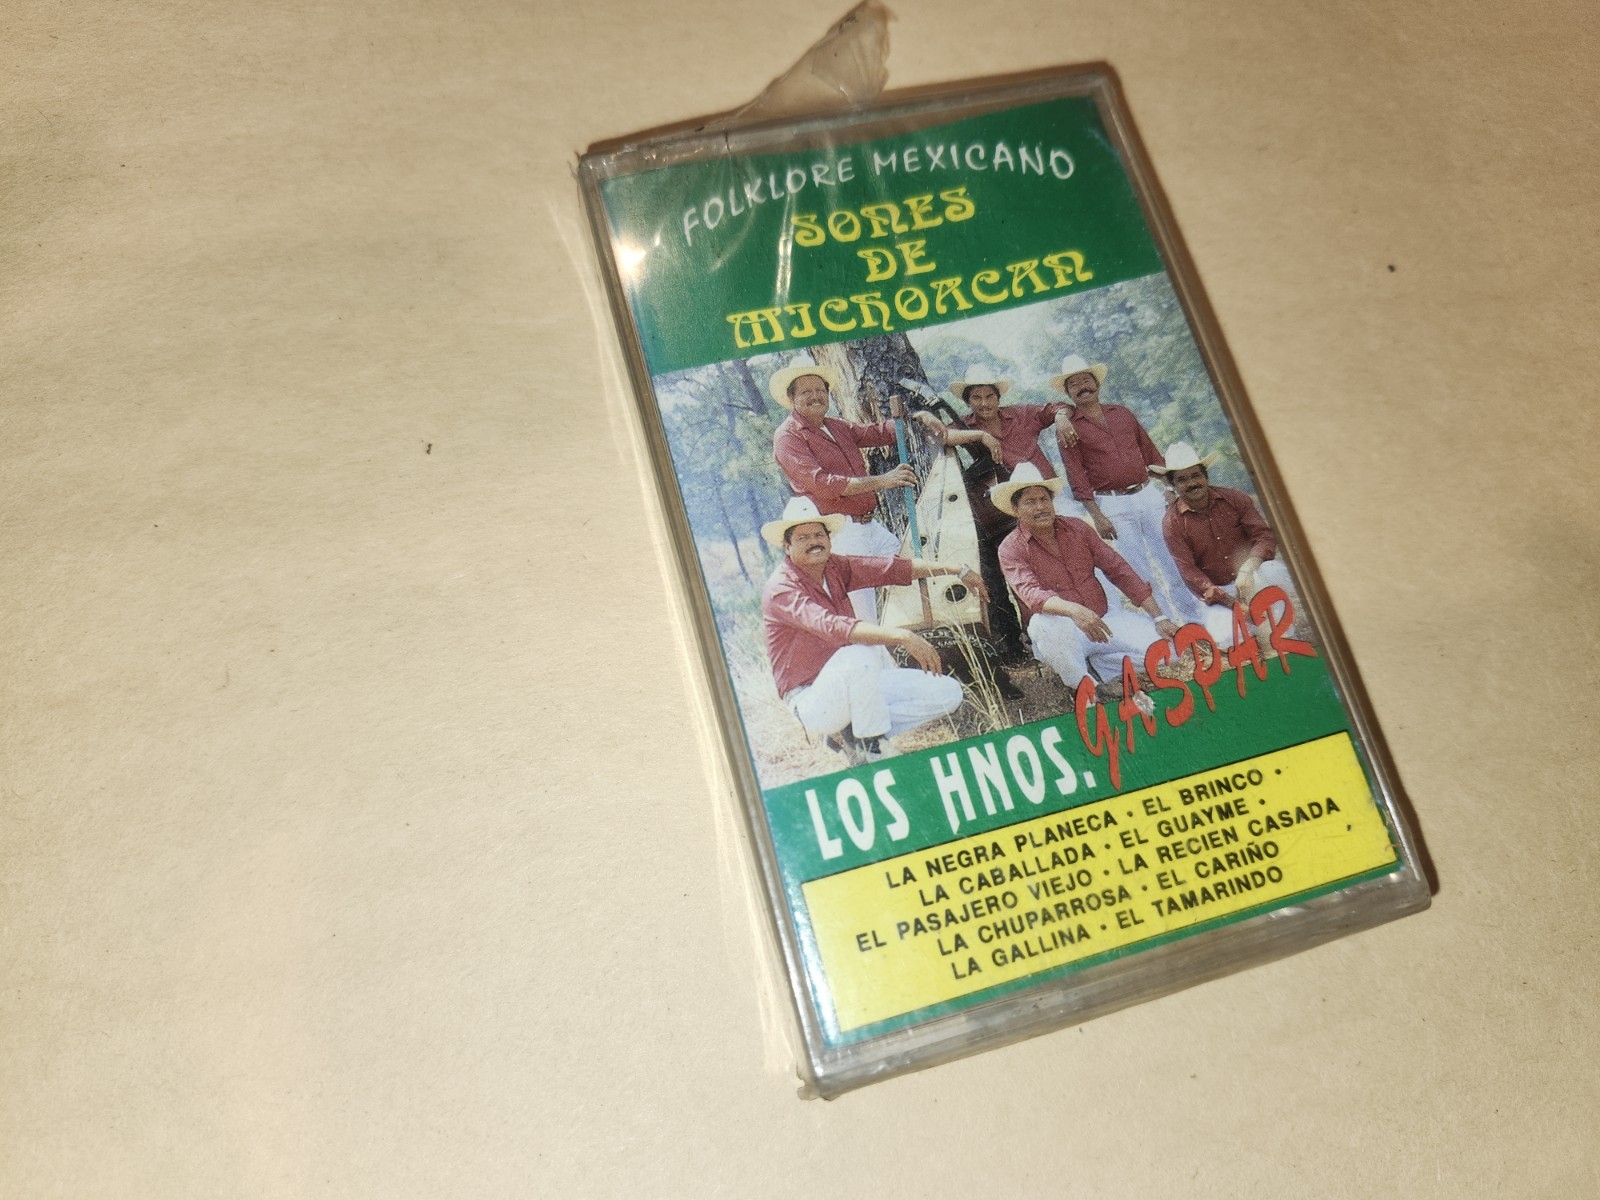 FOLKLORE MEXICANO
SONES
DE
MICHOACAN
LOS HNOS. GASPAR
LA NEGRA PLANECA · EL BRINCO ·
LA CABALLADA · EL GUAYME ·
EL PASAJERO VIEJO · LA RECIEN CASADA
LA CHUPARROSA · EL CARIÑO
LA GALLINA · EL TAMARINDO